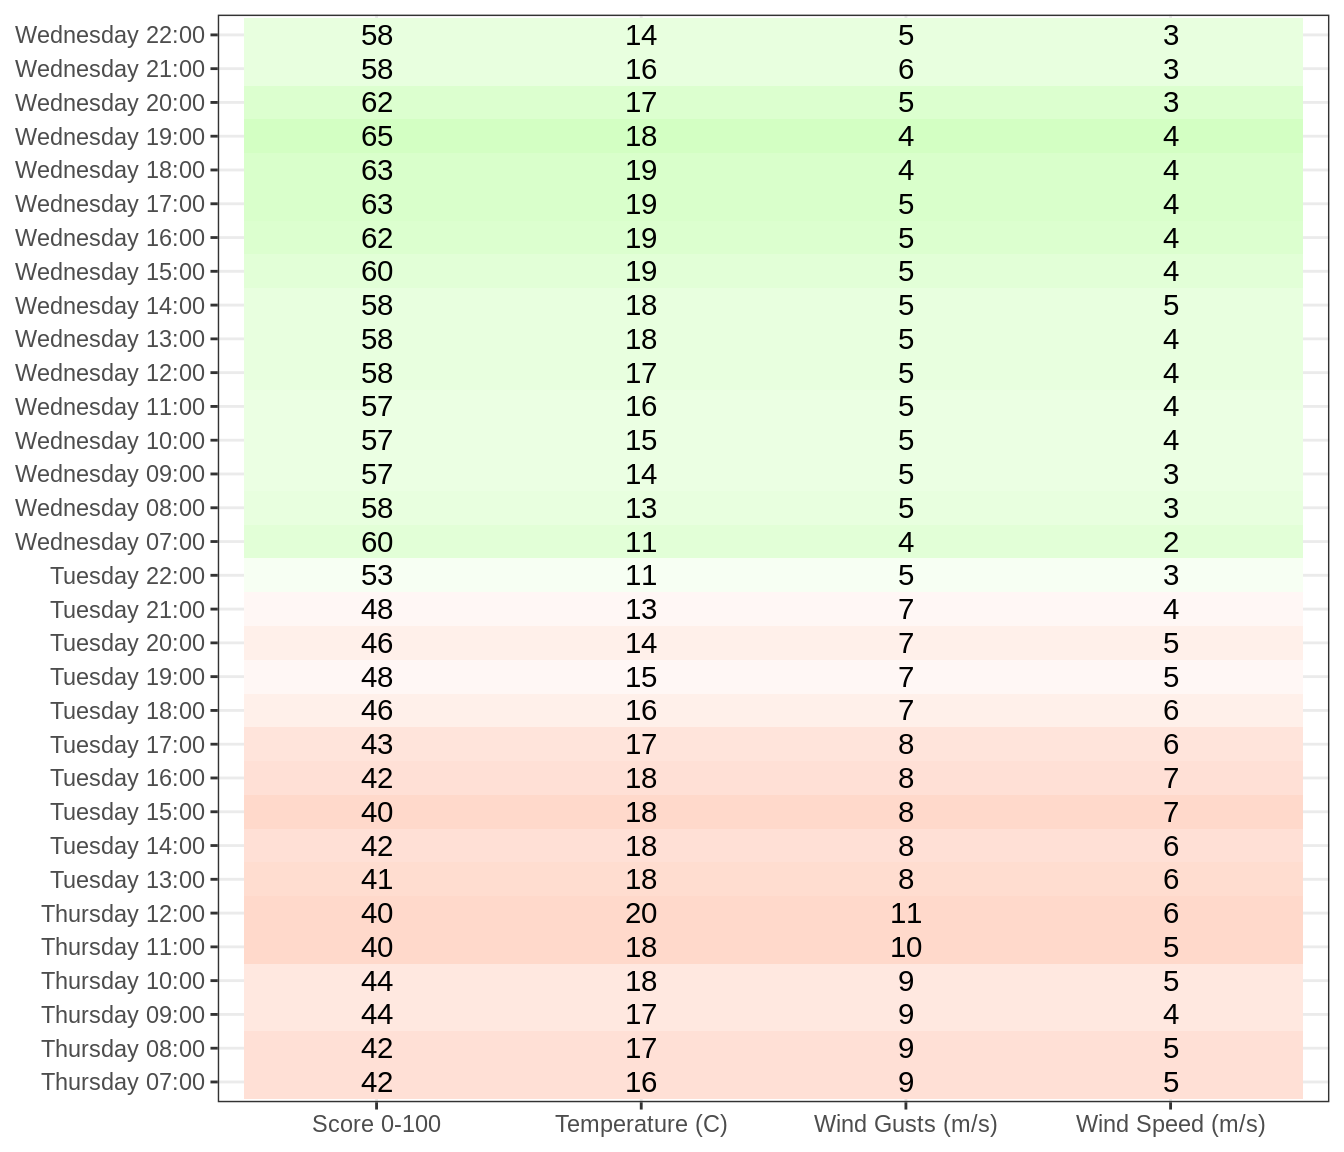 Wednesday 22:00 58 14 5 3
Wednesday 21:00 58 16 6 3
Wednesday 20:00 62 17 5 3
Wednesday 19:00 65 18 4 4
Wednesday 18:00 63 19 4 4
Wednesday 17:00 63 19 5 4
Wednesday 16:00 62 19 5 4
Wednesday 15:00 60 19 5 4
Wednesday 14:00 58 18 5 5
Wednesday 13:00 58 18 5 4
Wednesday 12:00 58 17 5 4
Wednesday 11:00 57 16 5 4
Wednesday 10:00 57 15 5 4
Wednesday 09:00 57 14 5 3
Wednesday 08:00 58 13 5 3
Wednesday 07:00 60 11 4 2
Tuesday 22:00 53 11 5 3
Tuesday 21:00 48 13 7 4
Tuesday 20:00 46 14 7 5
Tuesday 19:00 48 15 7 5
Tuesday 18:00 46 16 7 6
Tuesday 17:00 43 17 8 6
Tuesday 16:00 42 18 8 7
Tuesday 15:00 40 18 8 7
Tuesday 14:00 42 18 8 6
Tuesday 13:00 41 18 8 6
Thursday 12:00 40 20 11 6
Thursday 11:00 40 18 10 5
Thursday 10:00 44 18 9 5
Thursday 09:00 44 17 9 4
Thursday 08:00 42 17 9 5
Thursday 07:00 42 16 9 5
Score 0-100 Temperature (C) Wind Gusts (m/s) Wind Speed (m/s)